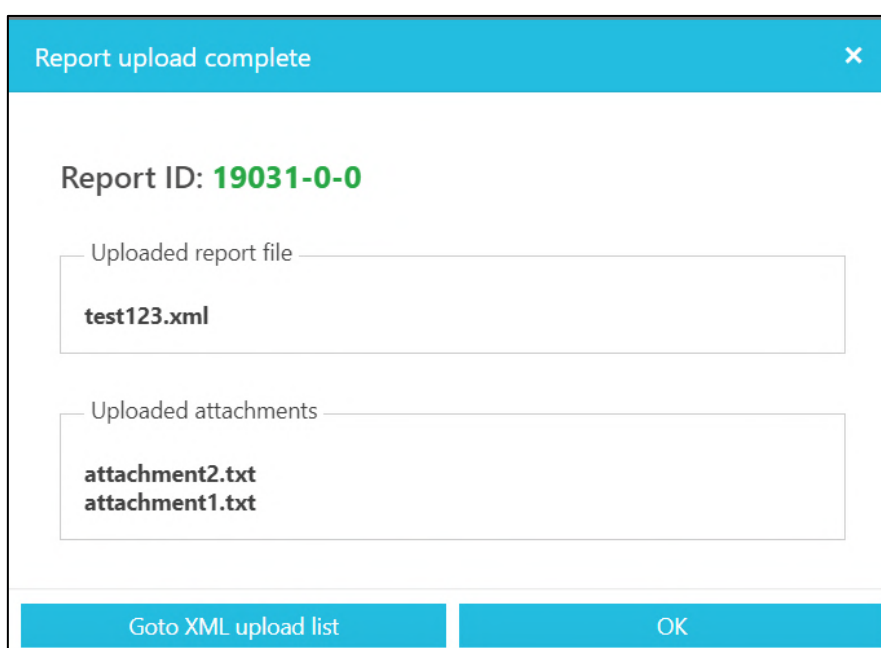 Report upload complete ×
Report ID: 19031-0-0
Uploaded report file
test123.xml
Uploaded attachments
attachment2.txt
attachment1.txt
Goto XML upload list OK